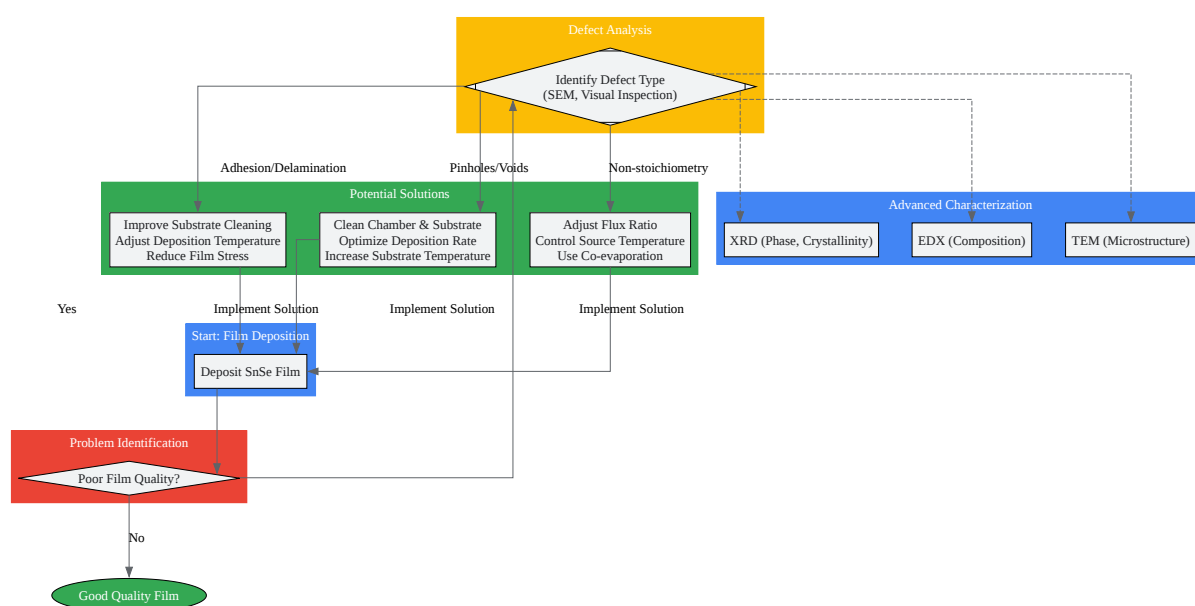 Defect Analysis
Identify Defect Type
(SEM, Visual Inspection)
Adhesion/Delamination
Pinholes/Voids
Non-stoichiometry
Potential Solutions
Improve Substrate Cleaning
Adjust Deposition Temperature
Reduce Film Stress
Clean Chamber & Substrate
Optimize Deposition Rate
Increase Substrate Temperature
Adjust Flux Ratio
Control Source Temperature
Use Co-evaporation
Advanced Characterization
XRD (Phase, Crystallinity)
EDX (Composition)
TEM (Microstructure)
Yes
Implement Solution
Implement Solution
Implement Solution
Start: Film Deposition
Deposit SnSe Film
Problem Identification
Poor Film Quality?
No
Good Quality Film